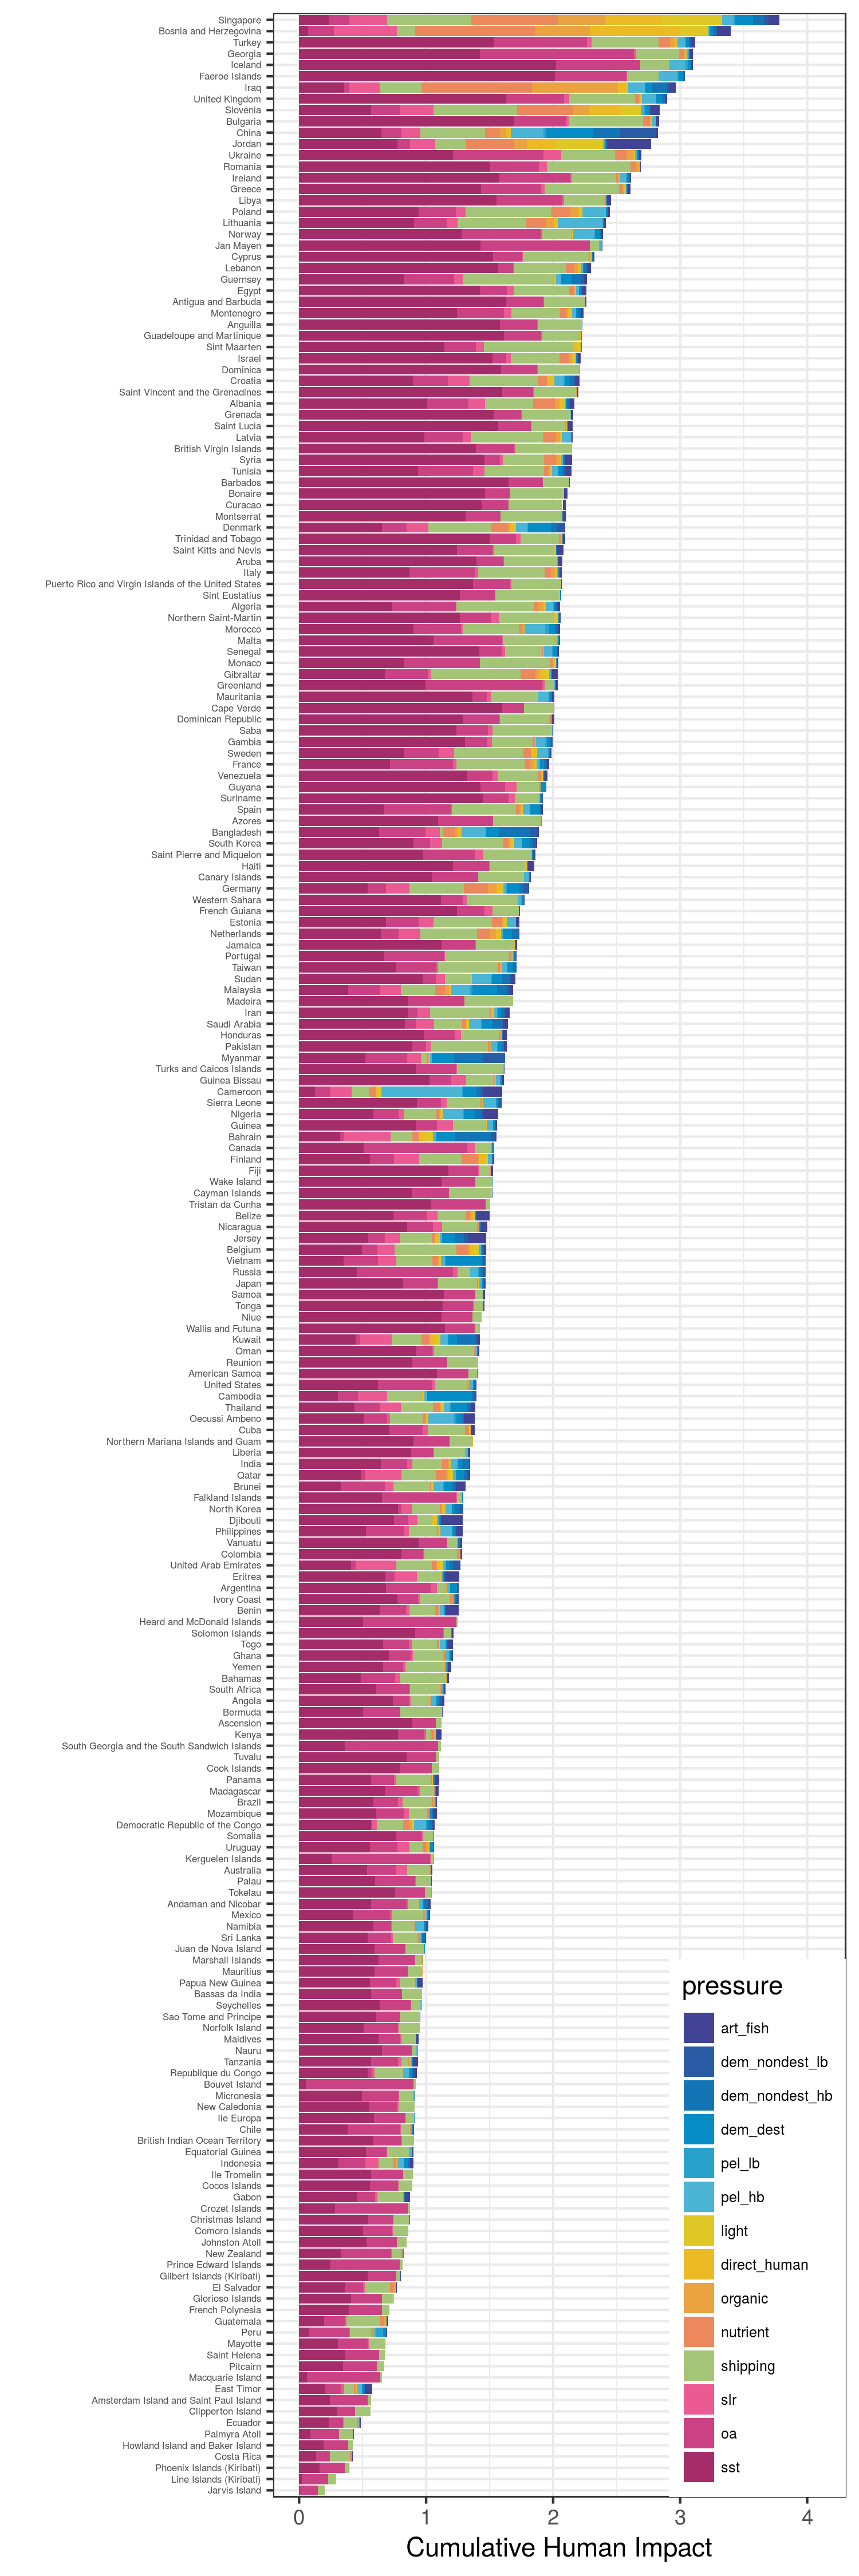 Singapore
Bosnia and Herzegovina
Turkey
Georgia
Iceland
Faeroe Islands
Iraq
United Kingdom
Slovenia
Bulgaria
China
Jordan
Ukraine
Romania
Ireland
Greece
Libya
Poland
Lithuania
Norway
Jan Mayen
Cyprus
Lebanon
Guernsey
Egypt
Antigua and Barbuda
Montenegro
Anguilla
Guadeloupe and Martinique
Sint Maarten
Israel
Dominica
Croatia
Saint Vincent and the Grenadines
Albania
Grenada
Saint Lucia
Latvia
British Virgin Islands
Syria
Tunisia
Barbados
Bonaire
Curacao
Montserrat
Denmark
Trinidad and Tobago
Saint Kitts and Nevis
Aruba
Italy
Puerto Rico and Virgin Islands of the United States
Sint Eustatius
Algeria
Northern Saint-Martin
Morocco
Malta
Senegal
Monaco
Gibraltar
Greenland
Mauritania
Cape Verde
Dominican Republic
Saba
Gambia
Sweden
France
Venezuela
Guyana
Suriname
Spain
Azores
Bangladesh
South Korea
Saint Pierre and Miquelon
Haiti
Canary Islands
Germany
Western Sahara
French Guiana
Estonia
Netherlands
Jamaica
Portugal
Taiwan
Sudan
Malaysia
Madeira
Iran
Saudi Arabia
Honduras
Pakistan
Myanmar
Turks and Caicos Islands
Guinea Bissau
Cameroon
Sierra Leone
Nigeria
Guinea
Bahrain
Canada
Finland
Fiji
Wake Island
Cayman Islands
Tristan da Cunha
Belize
Nicaragua
Jersey
Belgium
Vietnam
Russia
Japan
Samoa
Tonga
Niue
Wallis and Futuna
Kuwait
Oman
Reunion
American Samoa
United States
Cambodia
Thailand
Oecussi Ambeno
Cuba
Northern Mariana Islands and Guam
Liberia
India
Qatar
Brunei
Falkland Islands
North Korea
Djibouti
Philippines
Vanuatu
Colombia
United Arab Emirates
Eritrea
Argentina
Ivory Coast
Benin
Heard and McDonald Islands
Solomon Islands
Togo
Ghana
Yemen
Bahamas
South Africa
Angola
Bermuda
Ascension
Kenya
South Georgia and the South Sandwich Islands
Tuvalu
Cook Islands
Panama
Madagascar
Brazil
Mozambique
Democratic Republic of the Congo
Somalia
Uruguay
Kerguelen Islands
Australia
Palau
Tokelau
Andaman and Nicobar
Mexico
Namibia
Sri Lanka
Juan de Nova Island
Marshall Islands
Mauritius
Papua New Guinea
Bassas da India
Seychelles
Sao Tome and Principe
Norfolk Island
Maldives
Nauru
Tanzania
Republique du Congo
Bouvet Island
Micronesia
New Caledonia
Ile Europa
Chile
British Indian Ocean Territory
Equatorial Guinea
Indonesia
Ile Tromelin
Cocos Islands
Gabon
Crozet Islands
Christmas Island
Comoro Islands
Johnston Atoll
New Zealand
Prince Edward Islands
Gilbert Islands (Kiribati)
El Salvador
Glorioso Islands
French Polynesia
Guatemala
Peru
Mayotte
Saint Helena
Pitcairn
Macquarie Island
East Timor
Amsterdam Island and Saint Paul Island
Clipperton Island
Ecuador
Palmyra Atoll
Howland Island and Baker Island
Costa Rica
Phoenix Islands (Kiribati)
Line Islands (Kiribati)
Jarvis Island
pressure
art_fish
dem_nondest_lb
dem_nondest_hb
dem_dest
pel_lb
pel_hb
light
direct_human
organic
nutrient
shipping
slr
oa
sst
0 1 2 3 4
Cumulative Human Impact